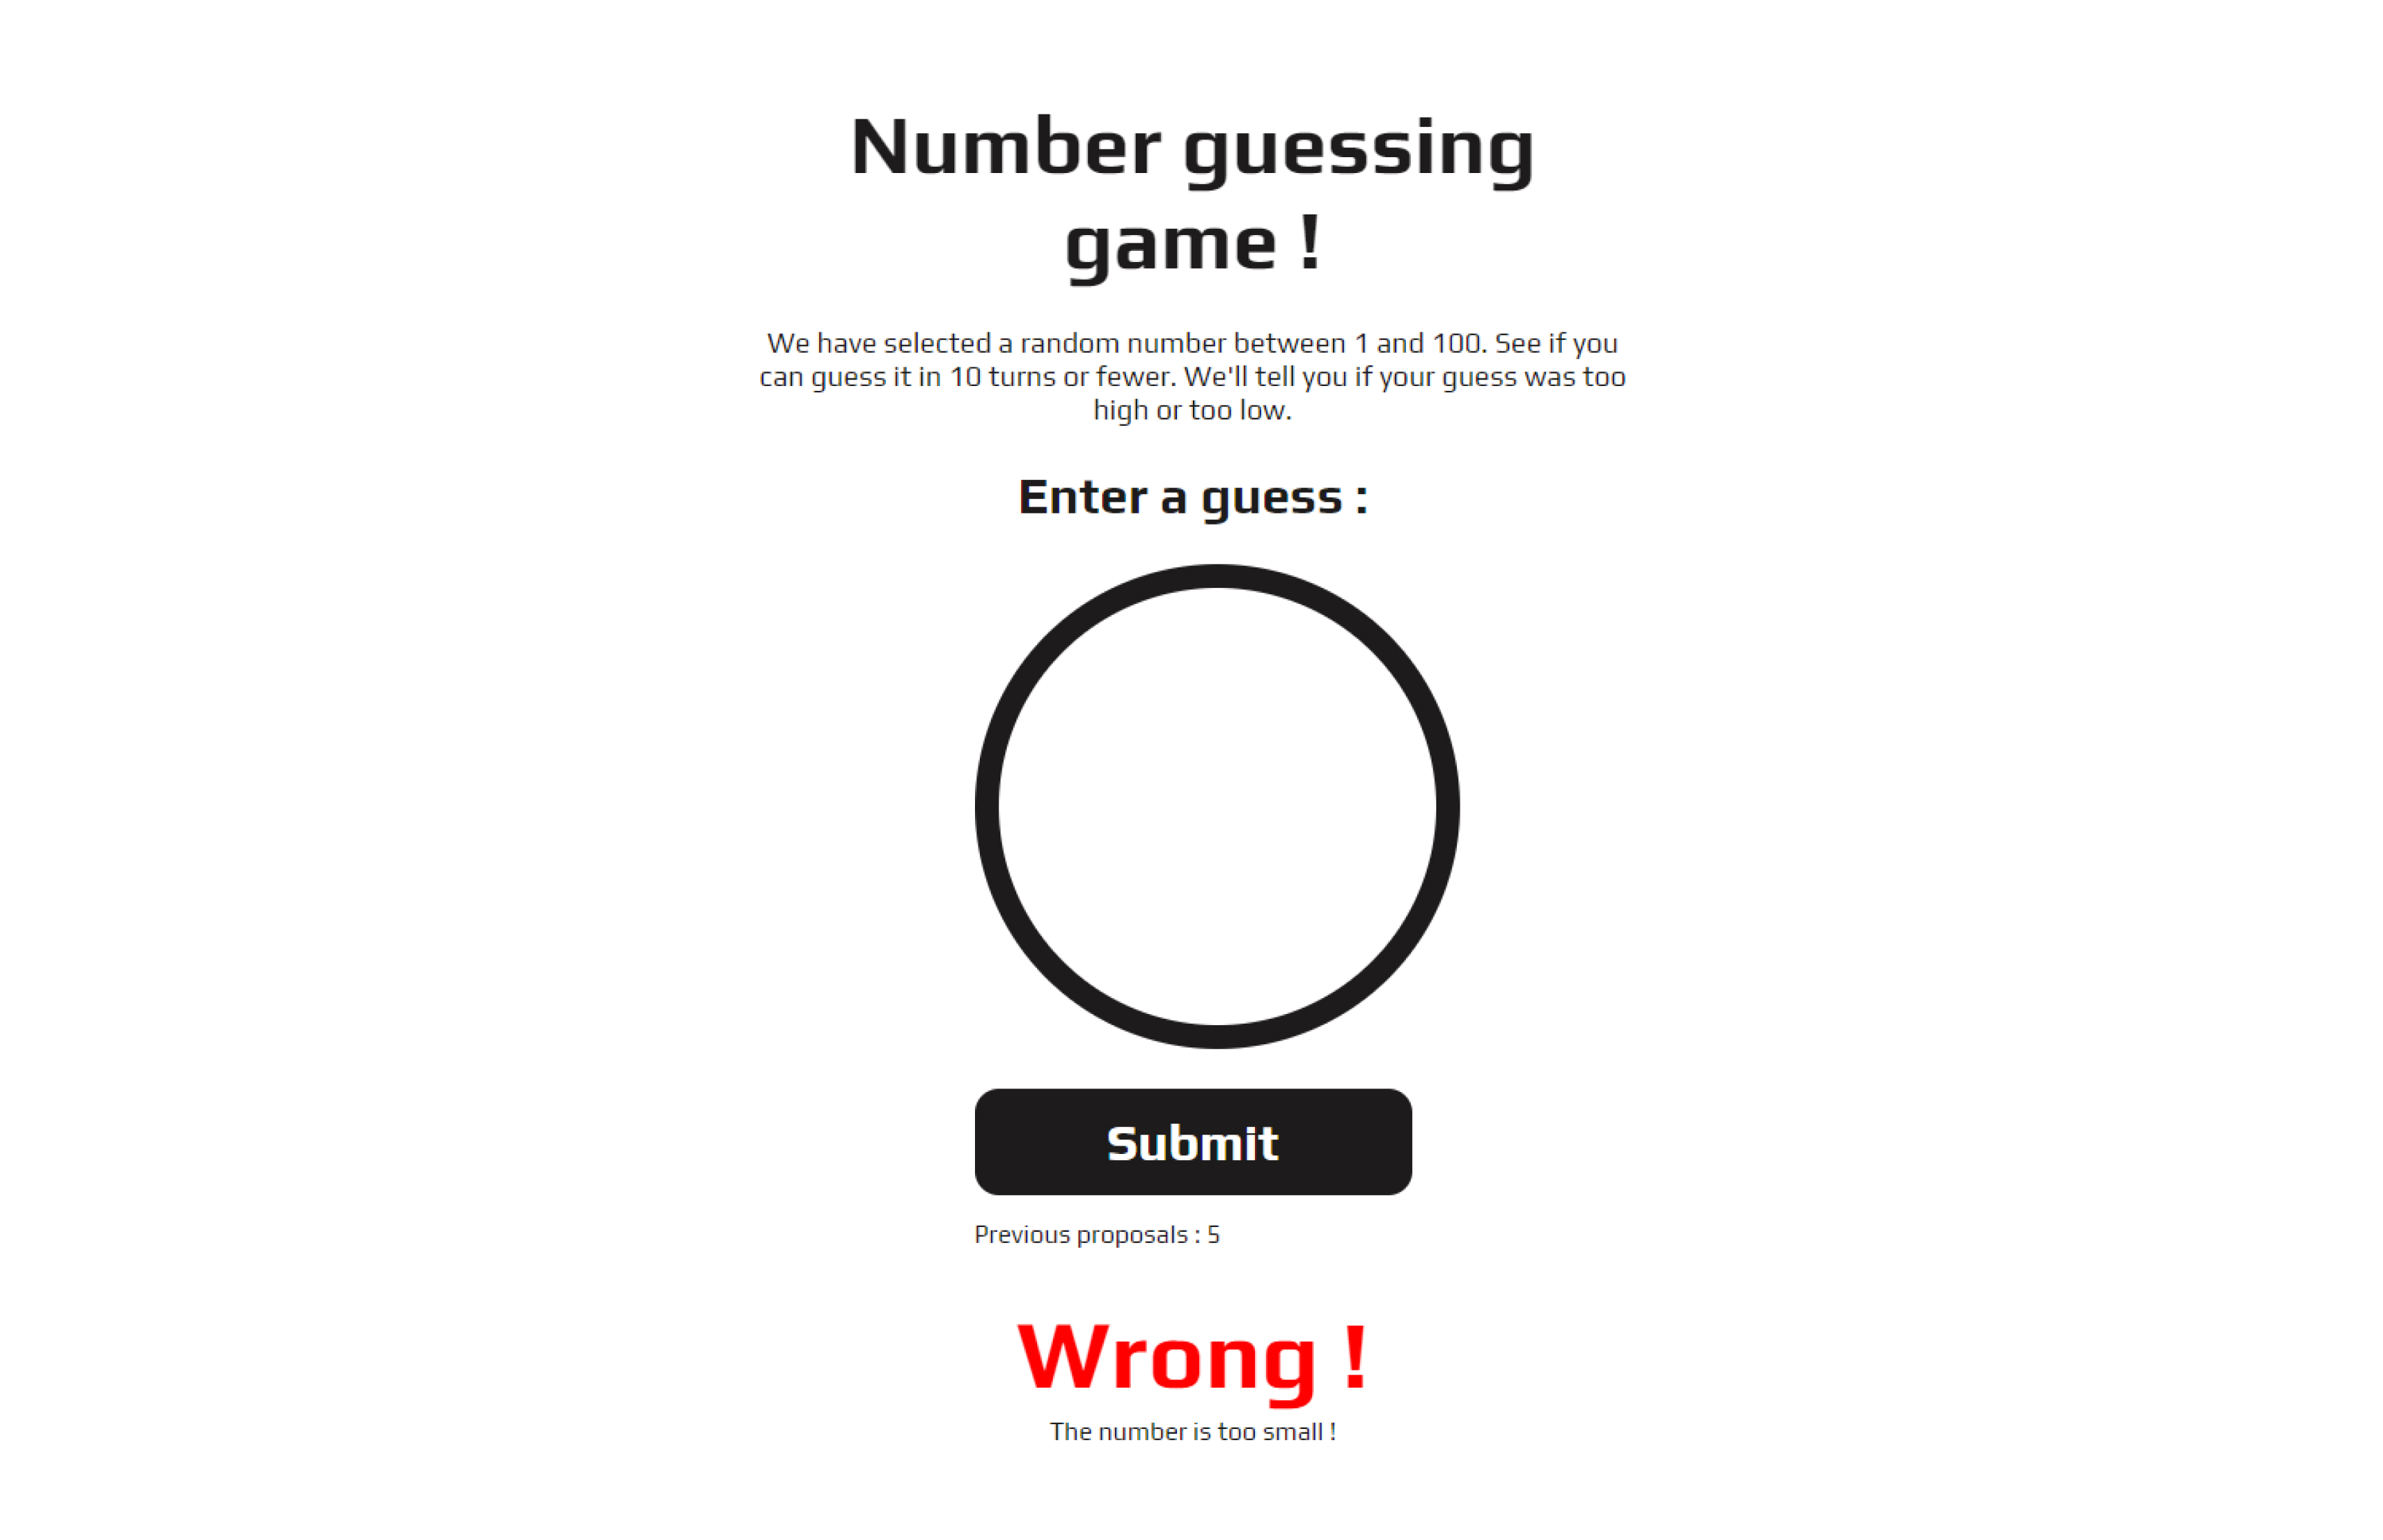 Number guessing
game !
We have selected a random number between 1 and 100. See if you
can guess it in 10 turns or fewer. We'll tell you if your guess was too
high or too low.
Enter a guess :
Submit
Previous proposals : 5
Wrong !
The number is too small !